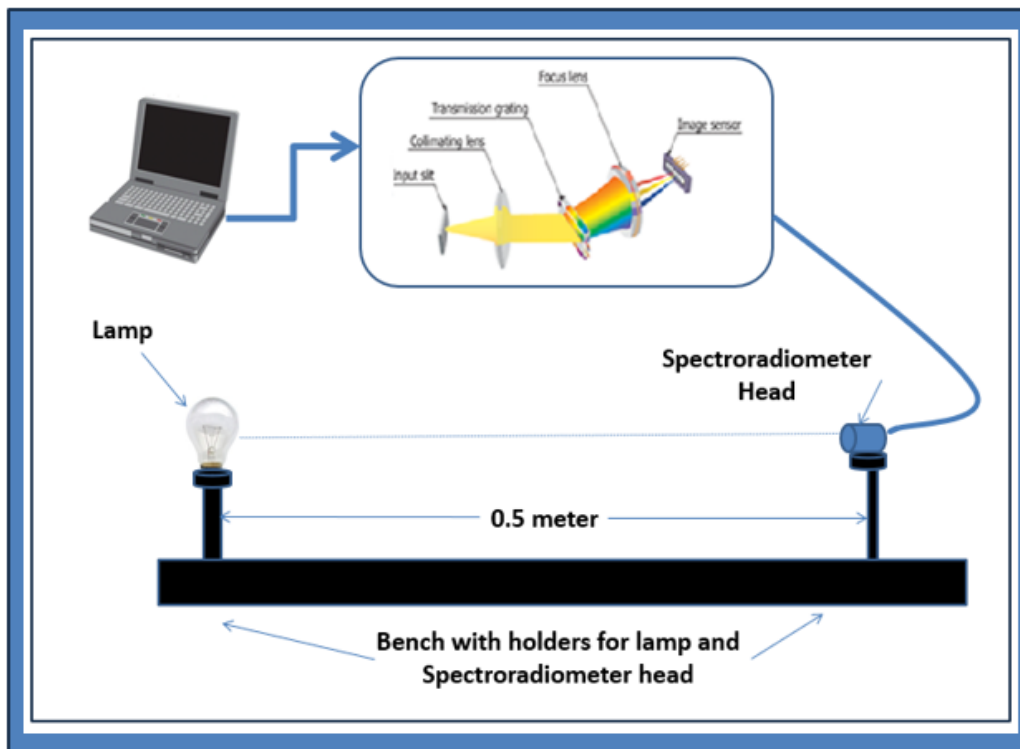 Focus lens
Transmission grating
Image sensor
Collimating lens
Input slit
Lamp
Spectroradiometer
Head
0.5 meter
Bench with holders for lamp and
Spectroradiometer head